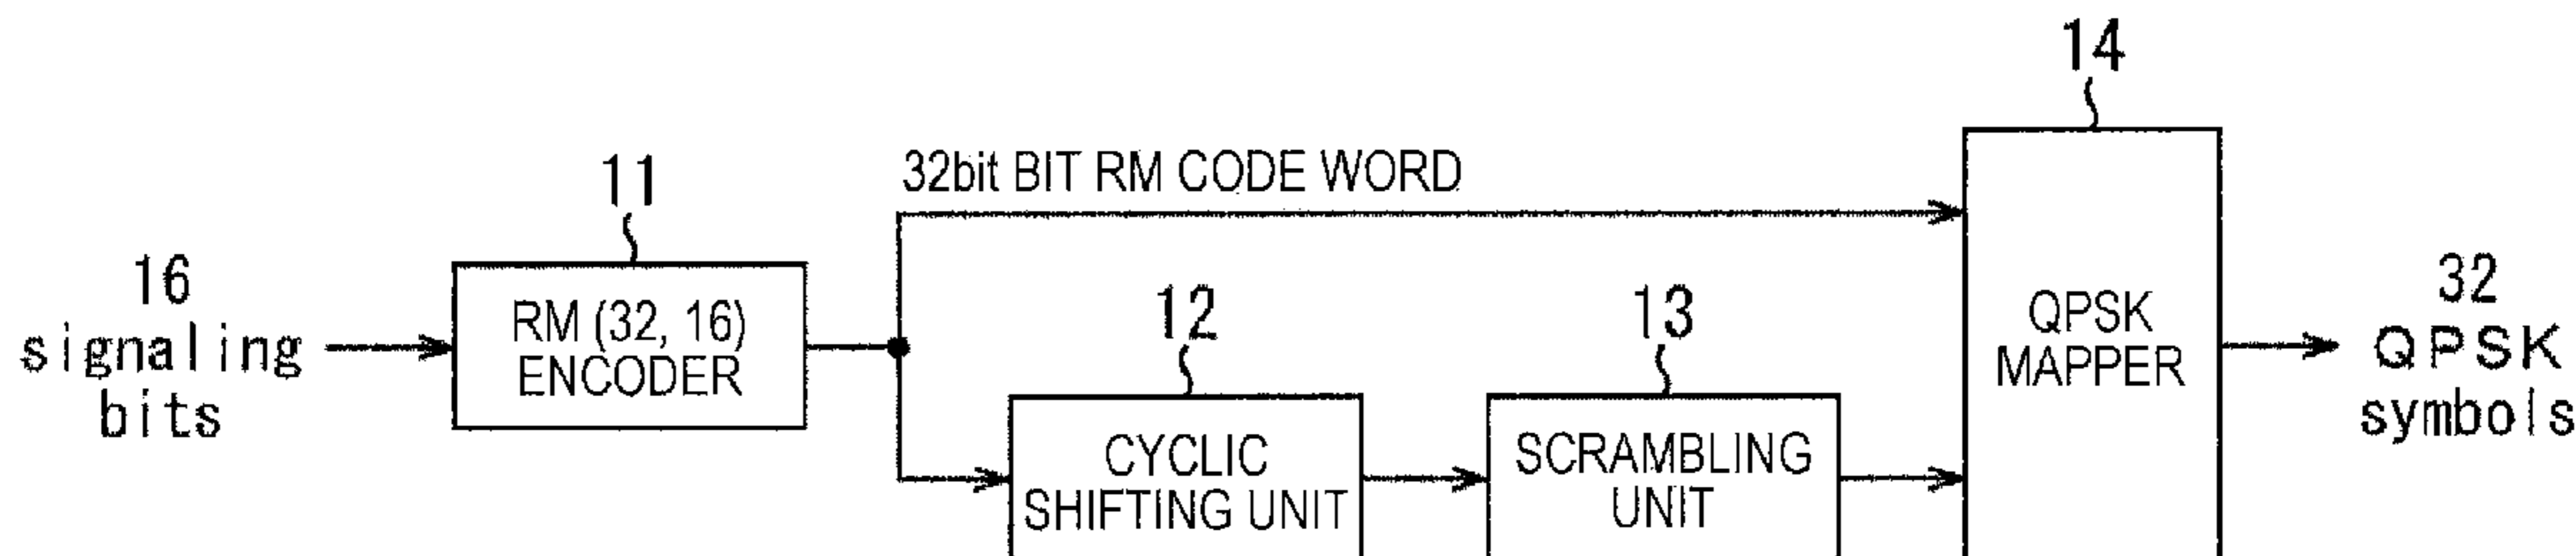 14
32bit BIT RM CODE WORD
11
16
signaling
bits
RM (32, 16)
ENCODER
12
CYCLIC
SHIFTING UNIT
13
SCRAMBLING
UNIT
QPSK
MAPPER
32
QPSK
symbols